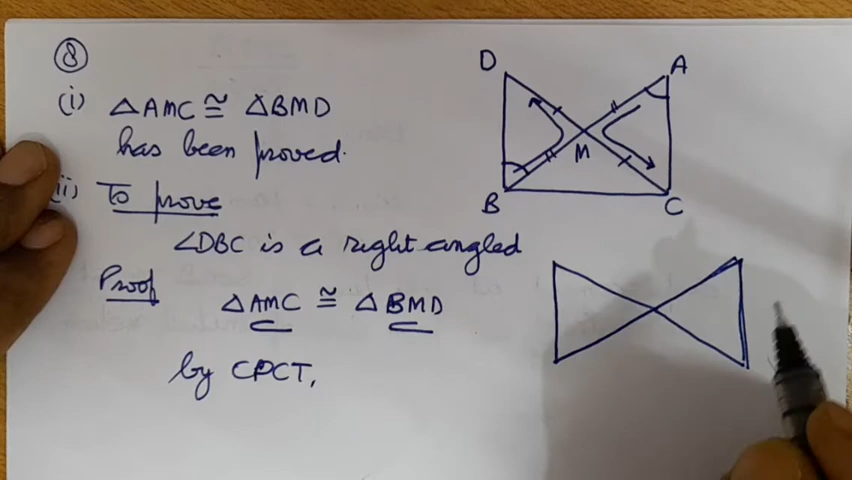 8
(i) △AMC ≅ △BMD
has been proved.
(ii) To prove
∠DBC is a right angled
Proof
△AMC ≅ △BMD
by CPCT,
D A
M
B C